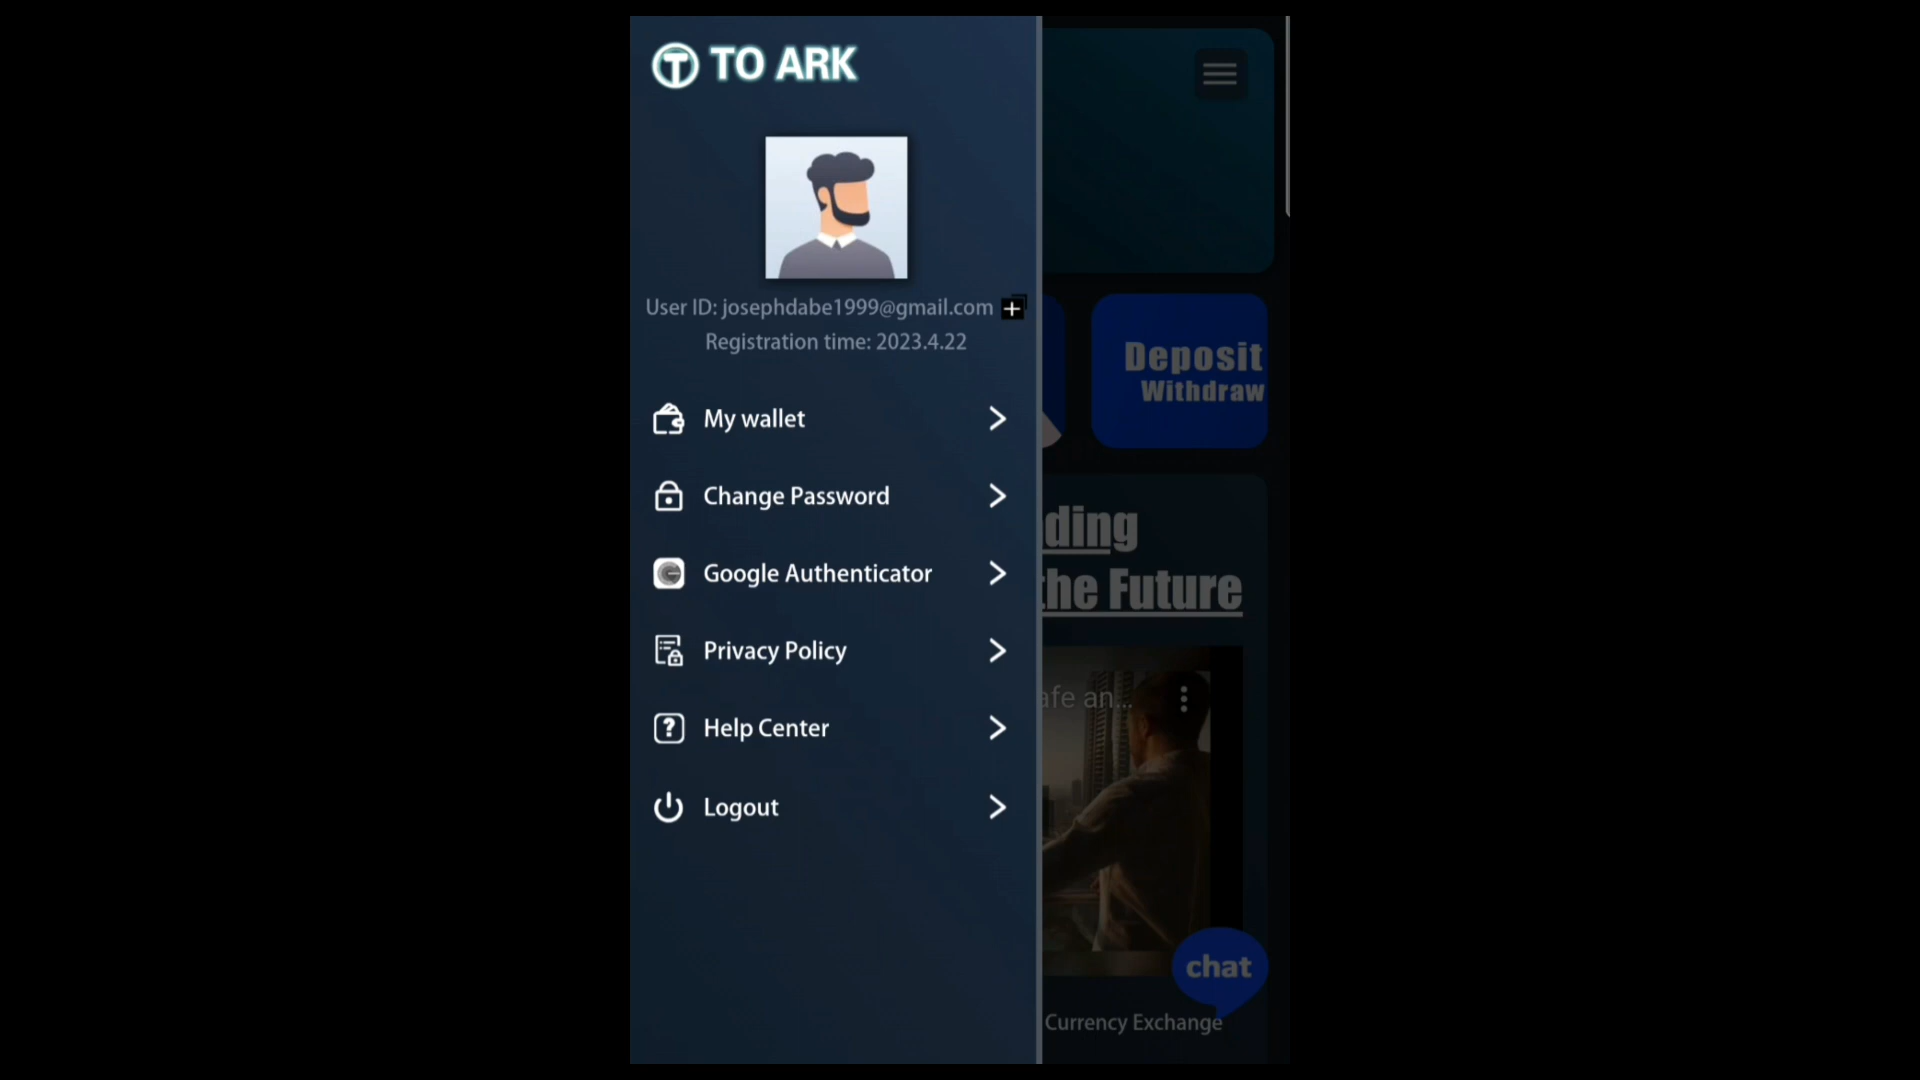 TO ARK
User ID: josephdabe1999@gmail.com
Registration time: 2023.4.22
My wallet
Change Password
Google Authenticator
Privacy Policy
Help Center
Logout
Deposit
Withdraw
ding
the Future
afe an...
chat
Currency Exchange